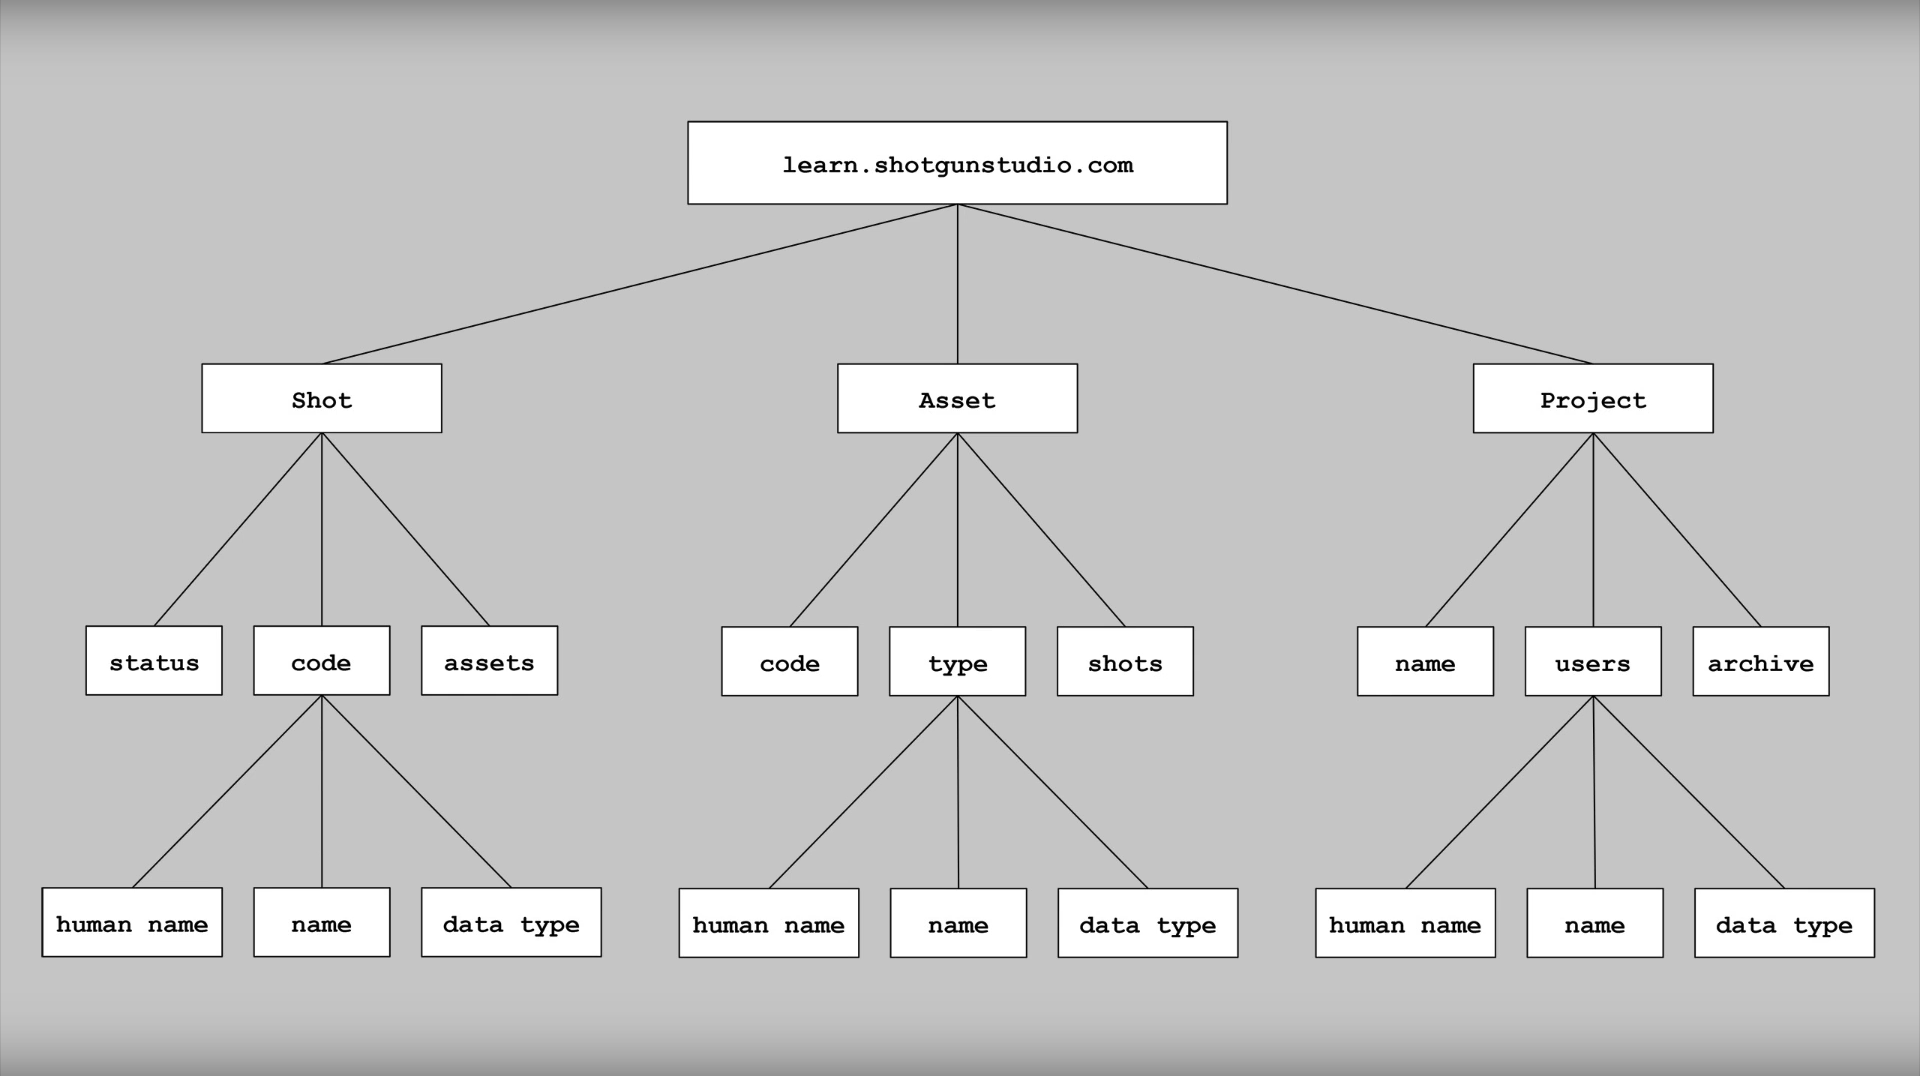 learn.shotgunstudio.com
Shot
Asset
Project
status
code
assets
code
type
shots
name
users
archive
human name
name
data type
human name
name
data type
human name
name
data type